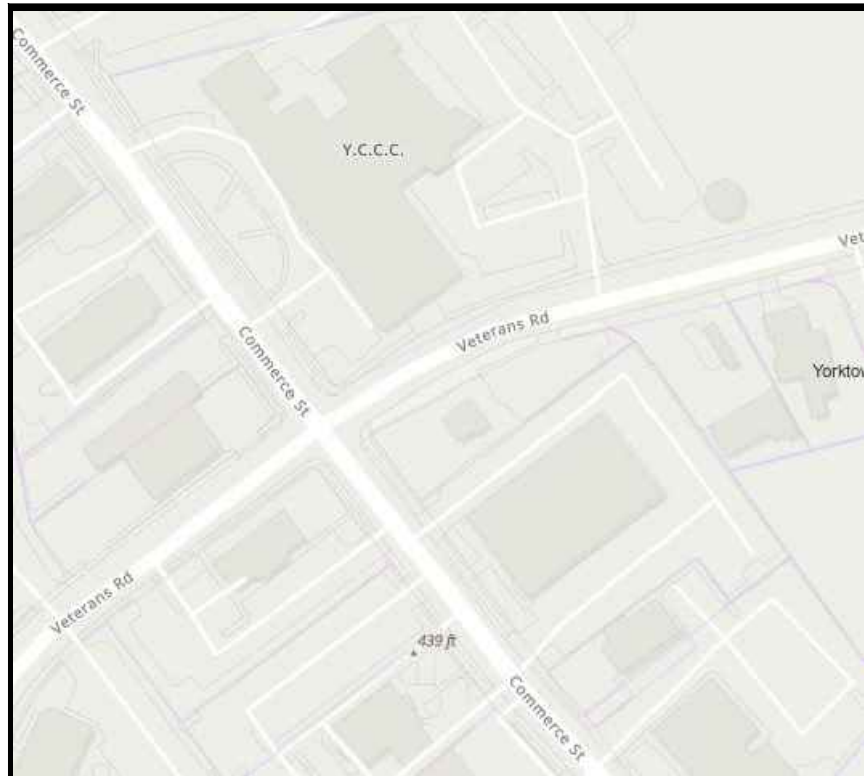 Commerce St
Y.C.C.C.
Vet
Veterans Rd
Commerce St
Yorktow
Veterans Rd
439 ft
Commerce St